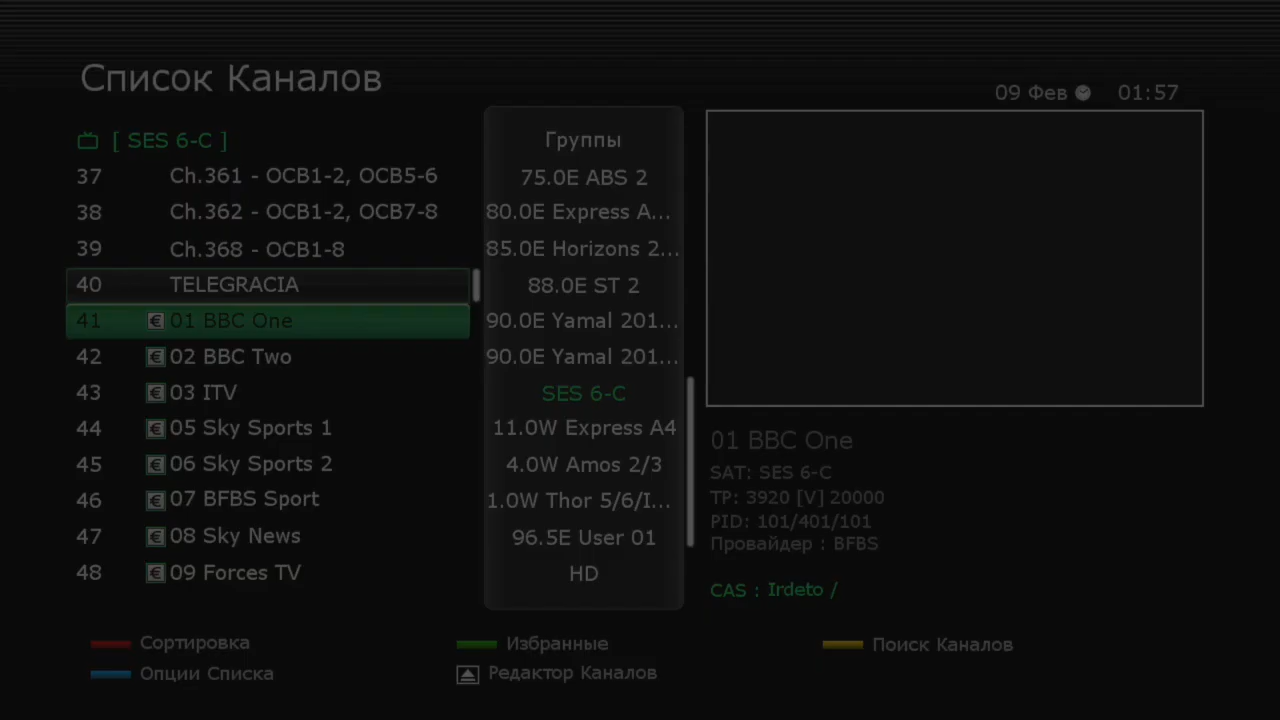 Список Каналов
09 Фев 01:57
[ SES 6-C ]
37 Ch.361 - OCB1-2, OCB5-6
38 Ch.362 - OCB1-2, OCB7-8
39 Ch.368 - OCB1-8
40 TELEGRACIA
41 € 01 BBC One
42 € 02 BBC Two
43 € 03 ITV
44 € 05 Sky Sports 1
45 € 06 Sky Sports 2
46 € 07 BFBS Sport
47 € 08 Sky News
48 € 09 Forces TV
Группы
75.0E ABS 2
80.0E Express A...
85.0E Horizons 2...
88.0E ST 2
90.0E Yamal 201...
90.0E Yamal 201...
SES 6-C
11.0W Express A4
4.0W Amos 2/3
1.0W Thor 5/6/I...
96.5E User 01
HD
01 BBC One
SAT: SES 6-C
TP: 3920 [V] 20000
PID: 101/401/101
Провайдер : BFBS
CAS : Irdeto /
Сортировка
Избранные
Поиск Каналов
Опции Списка
Редактор Каналов